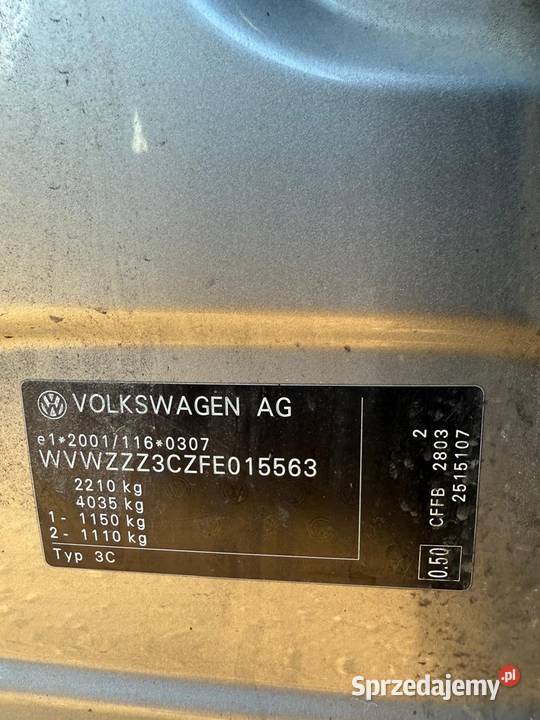 VOLKSWAGEN AG
e1*2001/116*0307
WVWZZZ3CZFE015563
2210 kg
4035 kg
1 - 1150 kg
2 - 1110 kg
Typ 3C
0.50 CFFB 2803 2
2515107
Sprzedajemy.pl